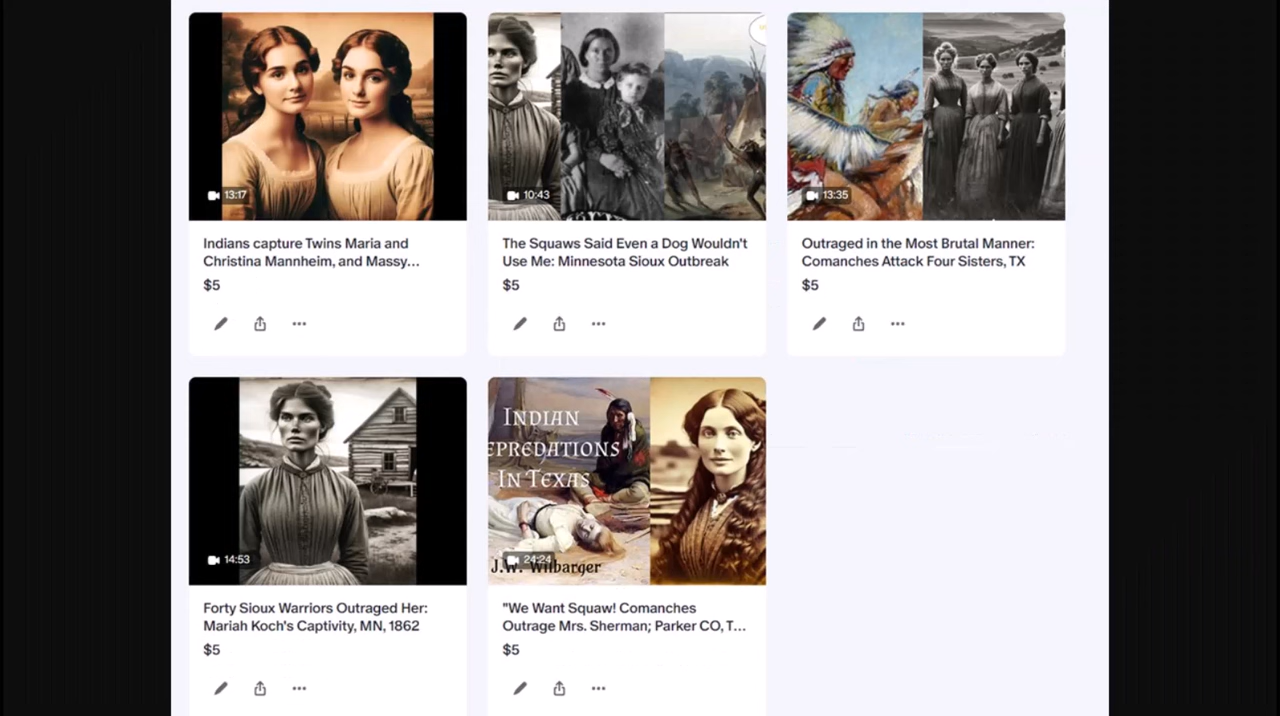 13:17
10:43
13:35
Indians capture Twins Maria and
Christina Mannheim, and Massy...
$5
The Squaws Said Even a Dog Wouldn't
Use Me: Minnesota Sioux Outbreak
$5
Outraged in the Most Brutal Manner:
Comanches Attack Four Sisters, TX
$5
14:53
INDIAN
EPREDATIONS
IN TEXAS
24:24
J.W. Wilbarger
Forty Sioux Warriors Outraged Her:
Mariah Koch's Captivity, MN, 1862
$5
"We Want Squaw! Comanches
Outrage Mrs. Sherman; Parker CO, T...
$5